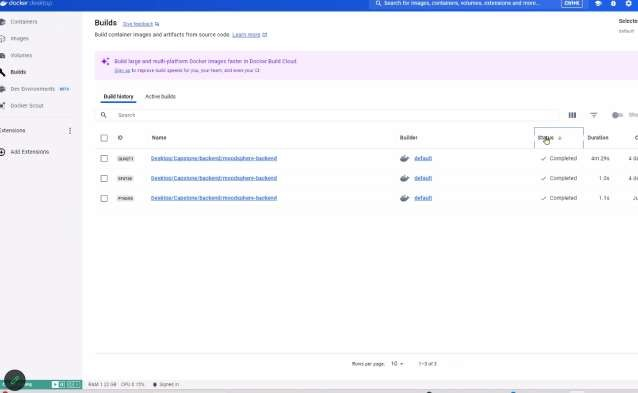 docker desktop
Search for images, containers, volumes, extensions and more...
Ctrl+K
Containers
Images
Volumes
Builds
Dev Environments BETA
Docker Scout
Extensions
Add Extensions
Builds Give feedback
Build container images and artifacts from source code. Learn more
Selecte
default
Build large and multi-platform Docker images faster in Docker Build Cloud.
Sign up to improve build speeds for you, your team, and even your CI
Build history Active builds
Search
ID Name Builder Status Duration
Desktop/Capstone/backend/moodsphere-backend default Completed 4m 29s 4 d
Desktop/Capstone/backend/moodsphere-backend default Completed 1.0s 4 d
Desktop/Capstone/backend/moodsphere-backend default Completed 1.1s
Rows per page: 10 1–3 of 3
RAM 1.22 GB CPU 0.15% Signed in